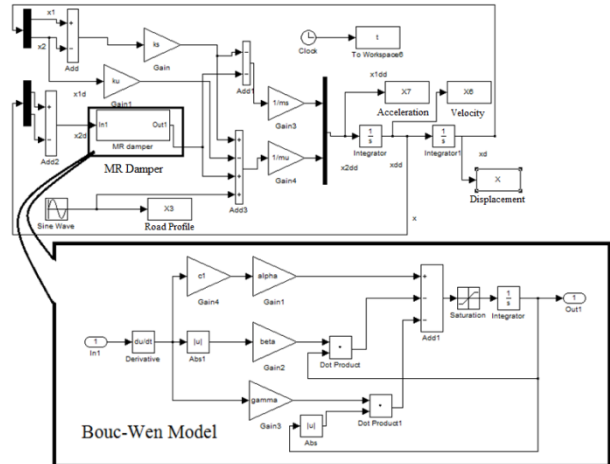 x1
x2
Add
ks
Gain
ku
Gain1
x1d
x2d
Add2
In1
Out1
MR damper
MR Damper
Sine Wave
X3
Road Profile
Add1
Add3
1/ms
Gain3
1/mu
Gain4
Clock
t
To Workspace6
x1dd
X7
Acceleration
X6
Velocity
1
s
Integrator
x2dd
xdd
1
s
Integrator1
xd
X
Displacement
x
1
In1
du/dt
Derivative
c1
Gain4
alpha
Gain1
|u|
Abs1
beta
Gain2
Dot Product
gamma
Gain3
|u|
Abs
Dot Product1
Add1
Saturation
1
s
Integrator
1
Out1
Bouc-Wen Model